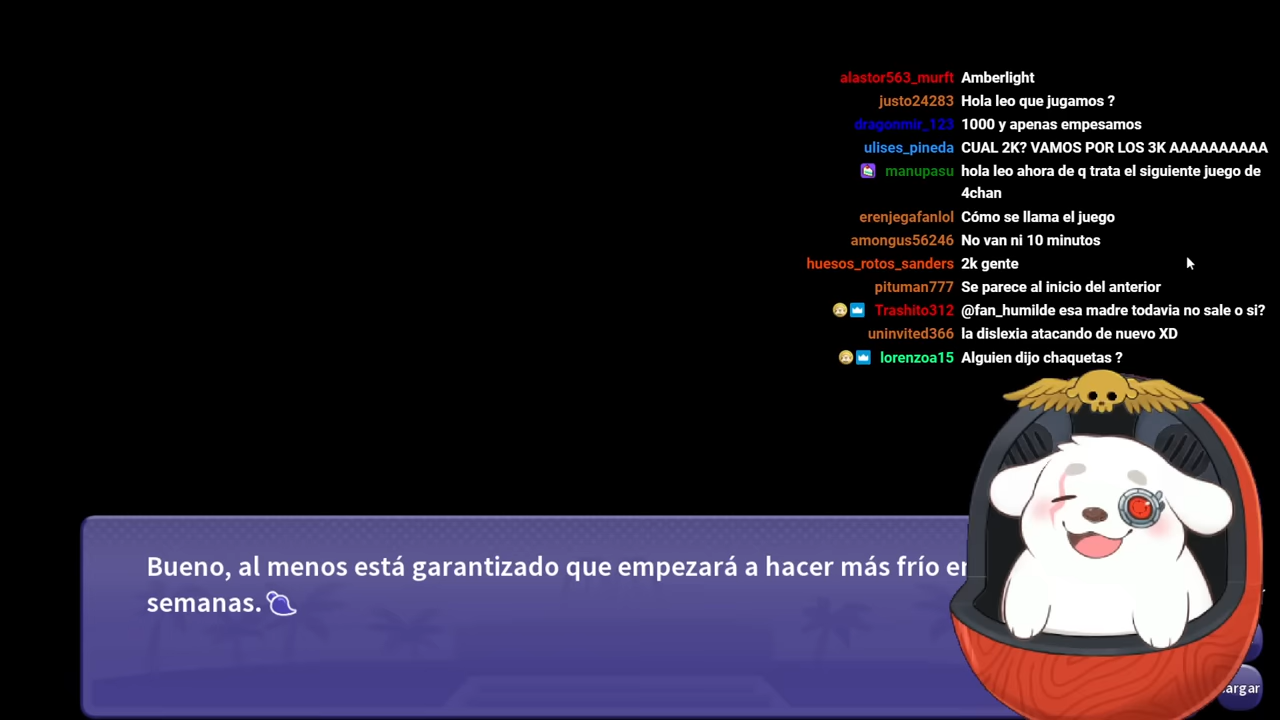 alastor563_murft Amberlight
justo24283 Hola leo que jugamos ?
dragonmir_123 1000 y apenas empesamos
ulises_pineda CUAL 2K? VAMOS POR LOS 3K AAAAAAAAAA
manupasu hola leo ahora de q trata el siguiente juego de
4chan
erenjegafanlol Cómo se llama el juego
amongus56246 No van ni 10 minutos
huesos_rotos_sanders 2k gente
pituman777 Se parece al inicio del anterior
Trashito312 @fan_humilde esa madre todavia no sale o si?
uninvited366 la dislexia atacando de nuevo XD
lorenzoa15 Alguien dijo chaquetas ?
Bueno, al menos está garantizado que empezará a hacer más frío
semanas.